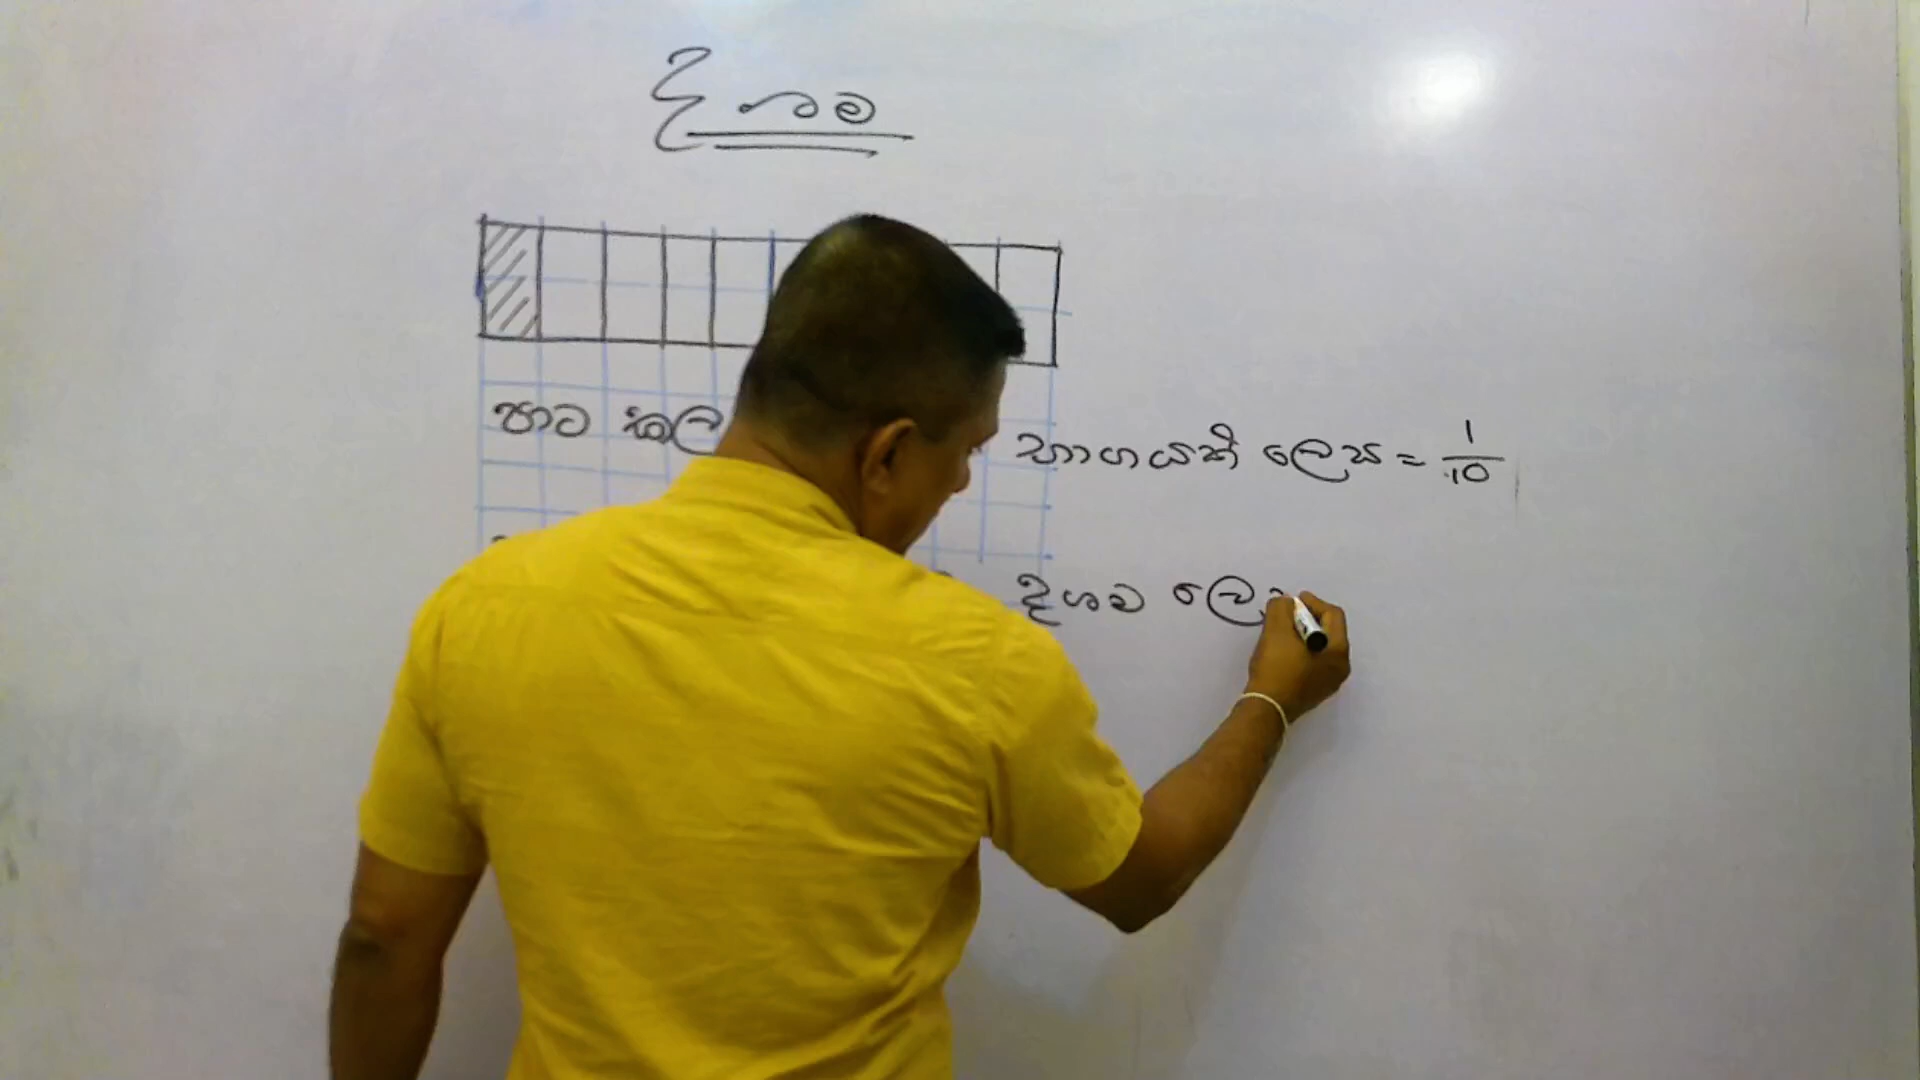 දශම
පාට කල භාගයක් ලෙස = 1/10
දශම ලෙ